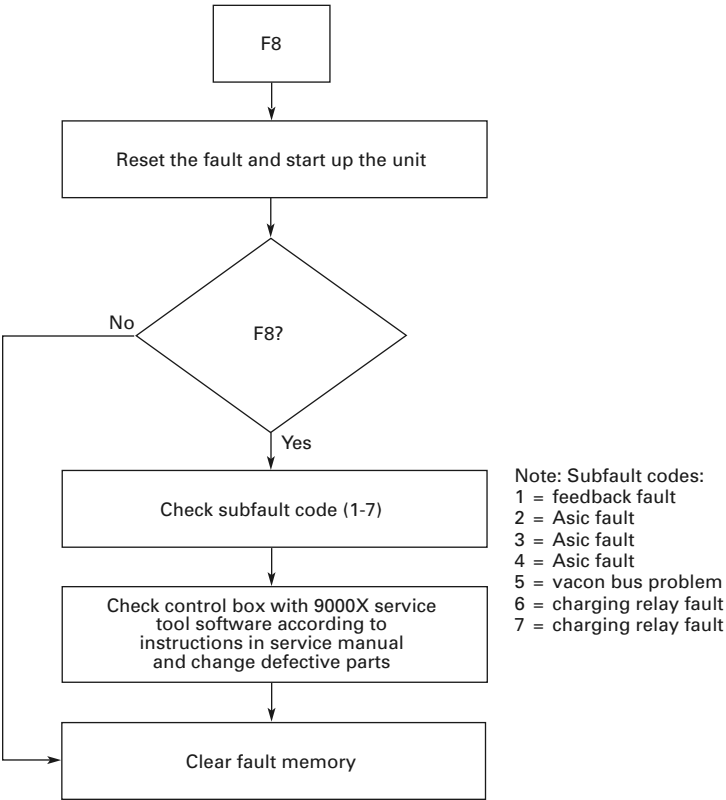 F8
Reset the fault and start up the unit
No
F8?
Yes
Check subfault code (1-7)
Note: Subfault codes:
1 = feedback fault
2 = Asic fault
3 = Asic fault
4 = Asic fault
5 = vacon bus problem
6 = charging relay fault
7 = charging relay fault
Check control box with 9000X service
tool software according to
instructions in service manual
and change defective parts
Clear fault memory